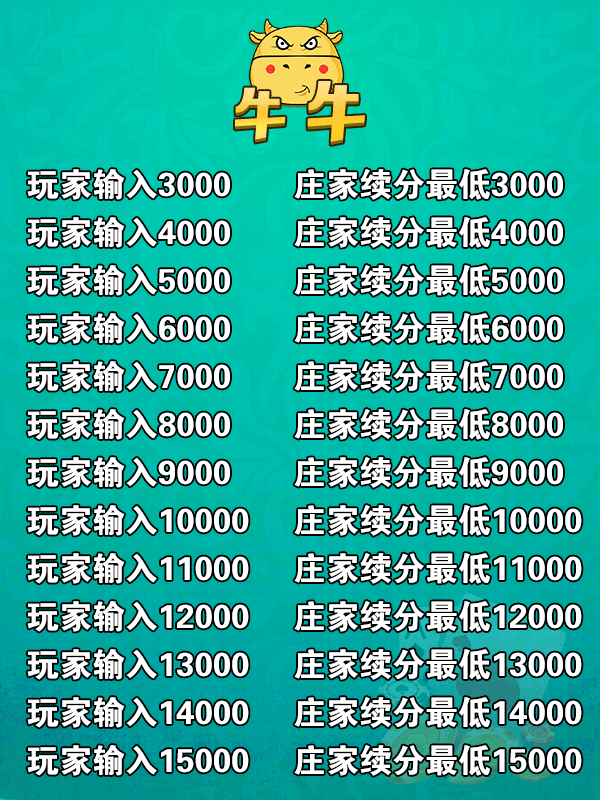 牛牛
玩家输入3000 庄家续分最低3000
玩家输入4000 庄家续分最低4000
玩家输入5000 庄家续分最低5000
玩家输入6000 庄家续分最低6000
玩家输入7000 庄家续分最低7000
玩家输入8000 庄家续分最低8000
玩家输入9000 庄家续分最低9000
玩家输入10000 庄家续分最低10000
玩家输入11000 庄家续分最低11000
玩家输入12000 庄家续分最低12000
玩家输入13000 庄家续分最低13000
玩家输入14000 庄家续分最低14000
玩家输入15000 庄家续分最低15000